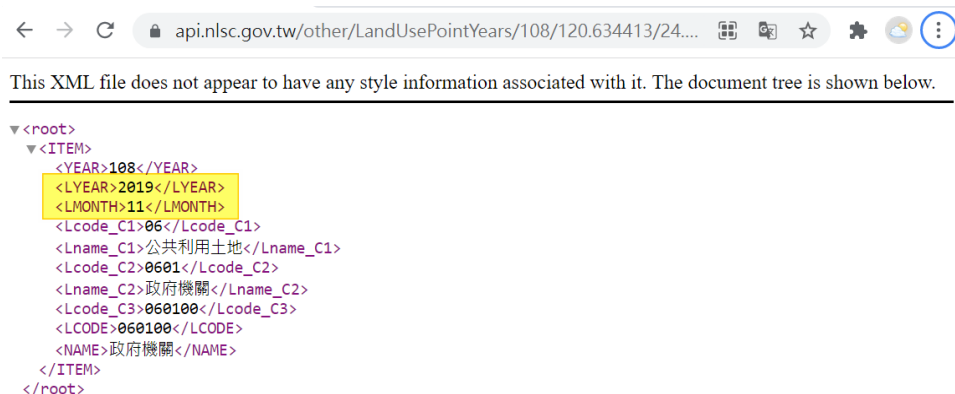 api.nlsc.gov.tw/other/LandUsePointYears/108/120.634413/24....
This XML file does not appear to have any style information associated with it. The document tree is shown below.
▼<root>
▼<ITEM>
<YEAR>108</YEAR>
<LYEAR>2019</LYEAR>
<LMONTH>11</LMONTH>
<Lcode_C1>06</Lcode_C1>
<Lname_C1>公共利用土地</Lname_C1>
<Lcode_C2>0601</Lcode_C2>
<Lname_C2>政府機關</Lname_C2>
<Lcode_C3>060100</Lcode_C3>
<LCODE>060100</LCODE>
<NAME>政府機關</NAME>
</ITEM>
</root>